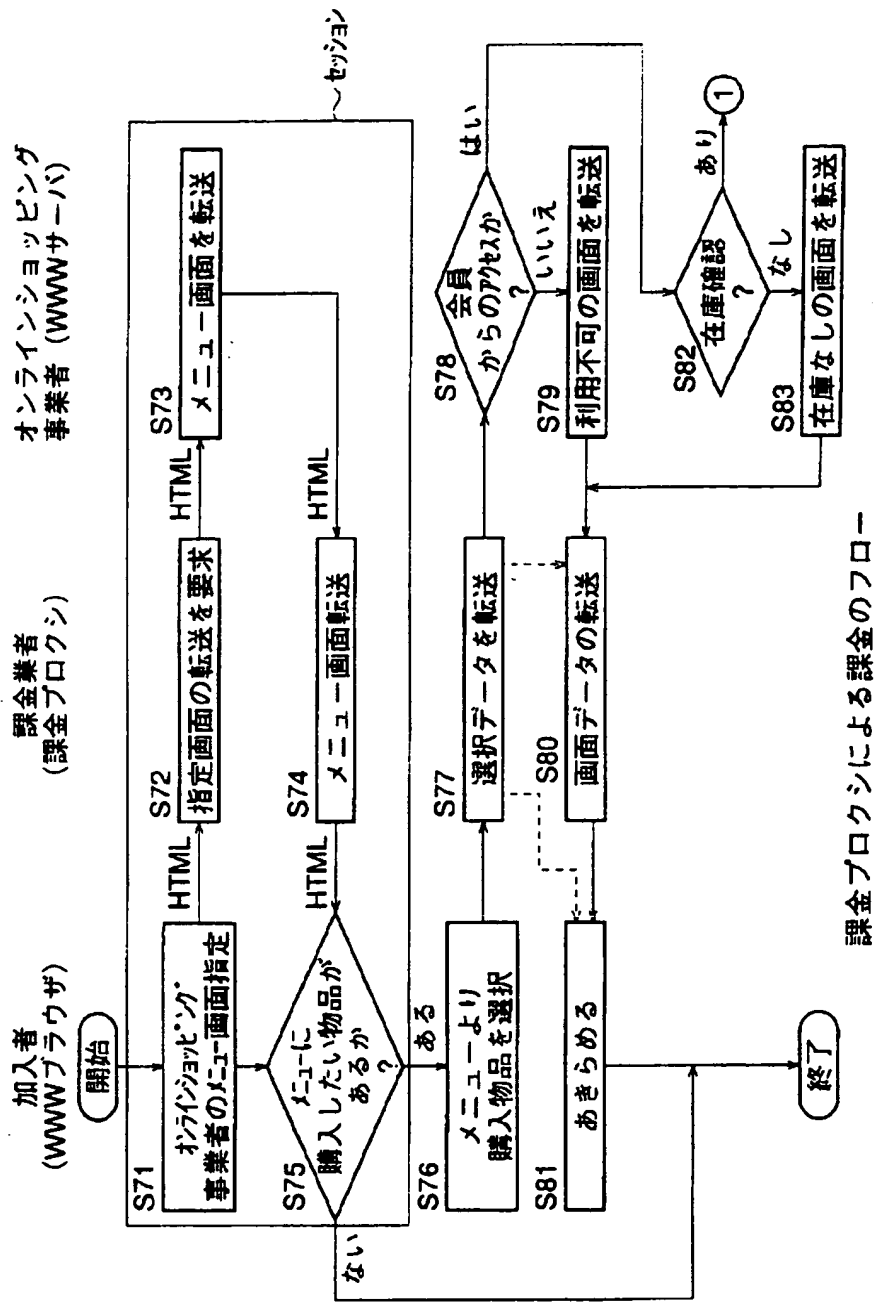 加入者
(WWWブラウザ)
課金業者
(課金プロクシ)
オンラインショッピング
事業者 (WWWサーバ)
開始
セッション
S71
オンラインショッピング
事業者のメニュー画面指定
HTML
S72
指定画面の転送を要求
HTML
S73
メニュー画面を転送
HTML
S74
メニュー画面転送
HTML
S75
メニューに
購入したい物品が
あるか
?
ない
ある
S76
メニューより
購入物品を選択
S77
選択データを転送
S78
会員
からのアクセスか
?
はい
いいえ
S79
利用不可の画面を転送
S80
画面データの転送
S81
あきらめる
S82
在庫確認
?
あり
1
なし
S83
在庫なしの画面を転送
終了
課金プロクシによる課金のフロー